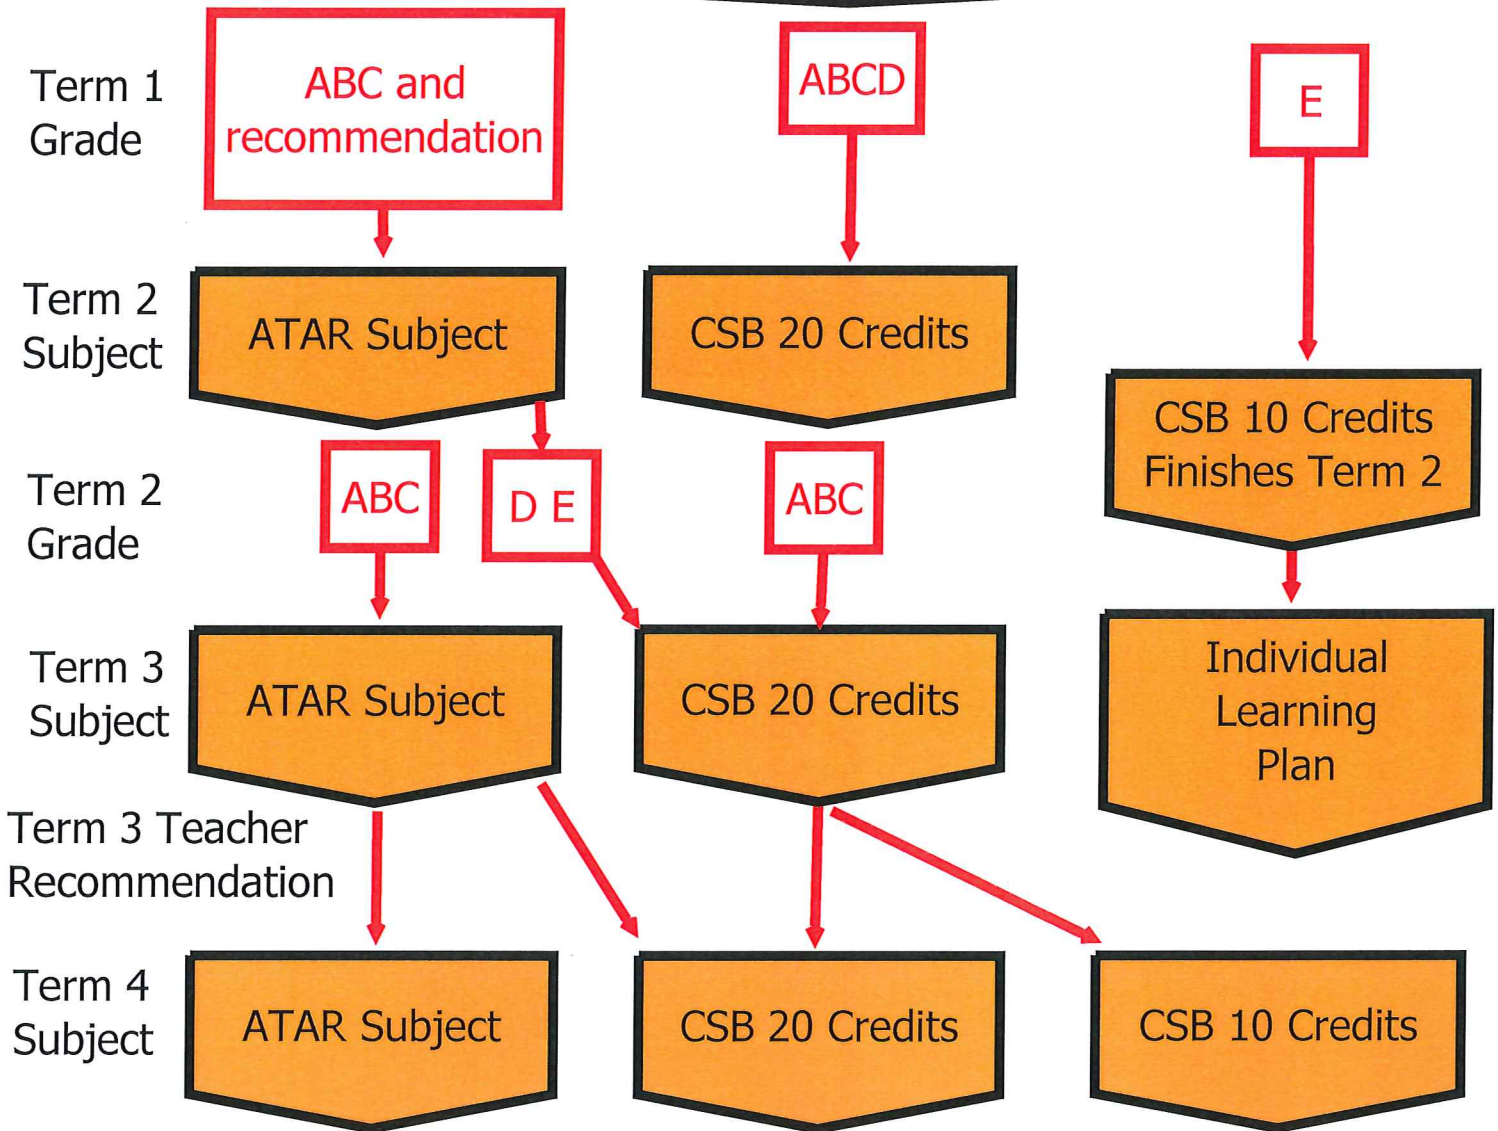 Term 1
Grade
ABC and
recommendation
ABCD
E
Term 2
Subject
ATAR Subject
CSB 20 Credits
CSB 10 Credits
Finishes Term 2
Term 2
Grade
ABC
D E
ABC
Term 3
Subject
ATAR Subject
CSB 20 Credits
Individual
Learning
Plan
Term 3 Teacher
Recommendation
Term 4
Subject
ATAR Subject
CSB 20 Credits
CSB 10 Credits